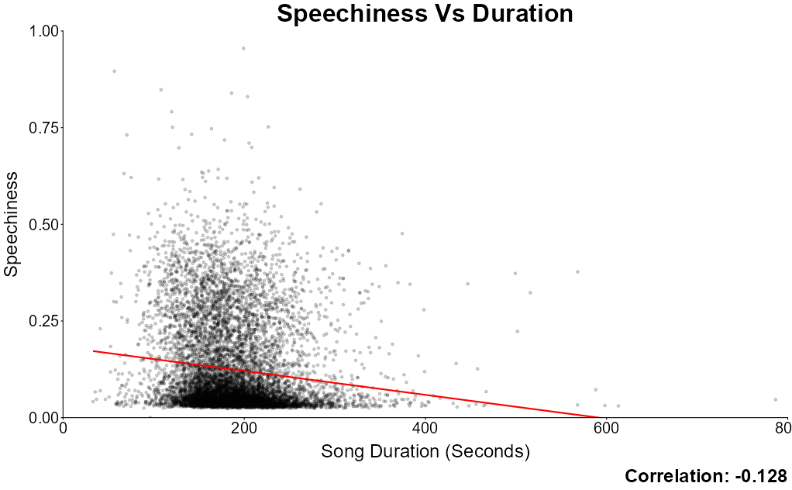 Speechiness Vs Duration
1.00
0.75
0.50
0.25
0.00
Speechiness
0 200 400 600 80
Song Duration (Seconds)
Correlation: -0.128